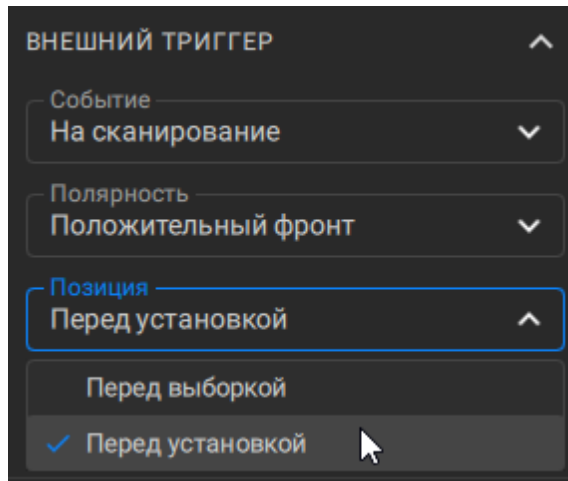 ВНЕШНИЙ ТРИГГЕР
Событие
На сканирование
Полярность
Положительный фронт
Позиция
Перед установкой
Перед выборкой
Перед установкой